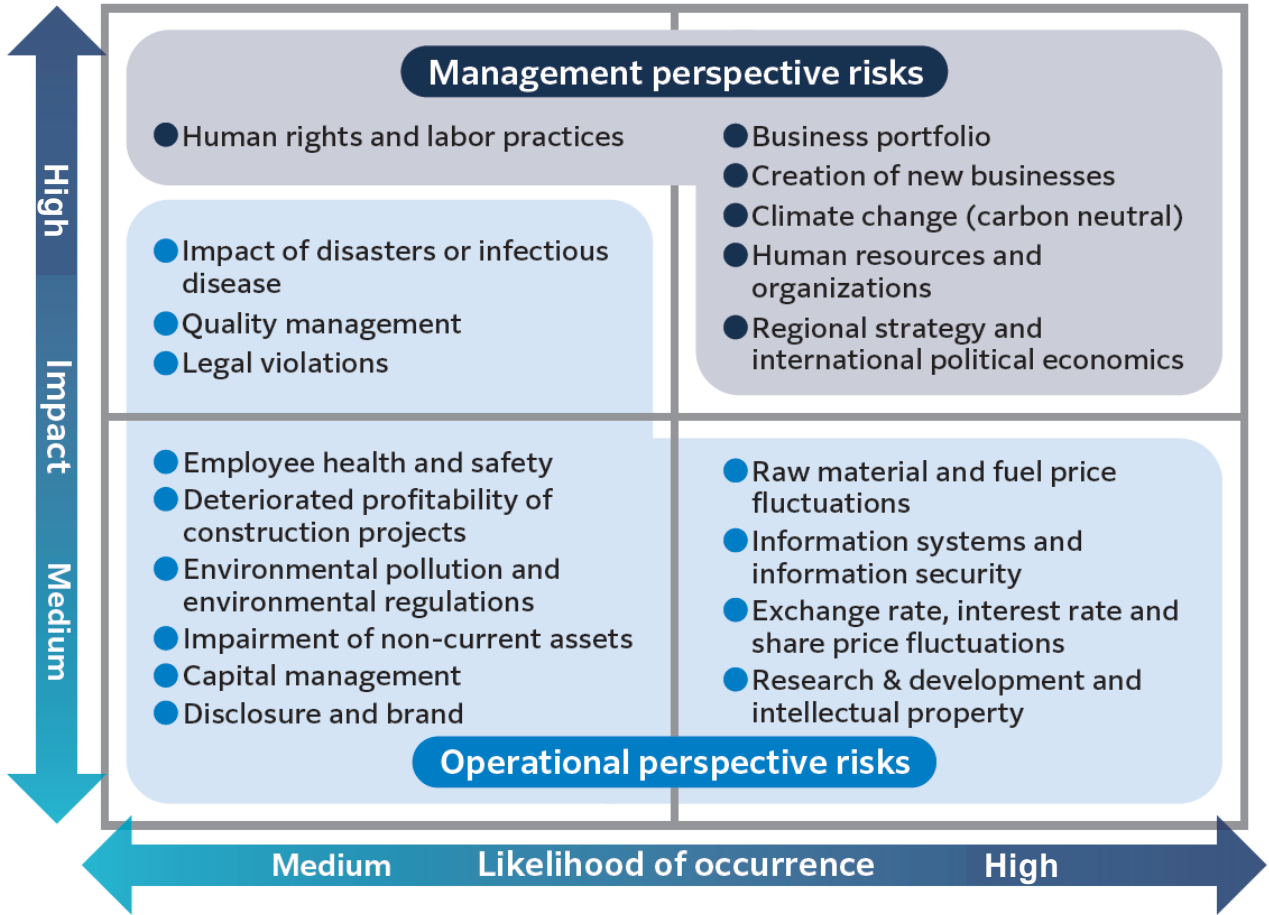 Management perspective risks
Human rights and labor practices
Business portfolio
Creation of new businesses
Climate change (carbon neutral)
Human resources and
organizations
Regional strategy and
international political economics
Impact of disasters or infectious
disease
Quality management
Legal violations
Employee health and safety
Deteriorated profitability of
construction projects
Environmental pollution and
environmental regulations
Impairment of non-current assets
Capital management
Disclosure and brand
Raw material and fuel price
fluctuations
Information systems and
information security
Exchange rate, interest rate and
share price fluctuations
Research & development and
intellectual property
Operational perspective risks
High
Impact
Medium
Medium
Likelihood of occurrence
High